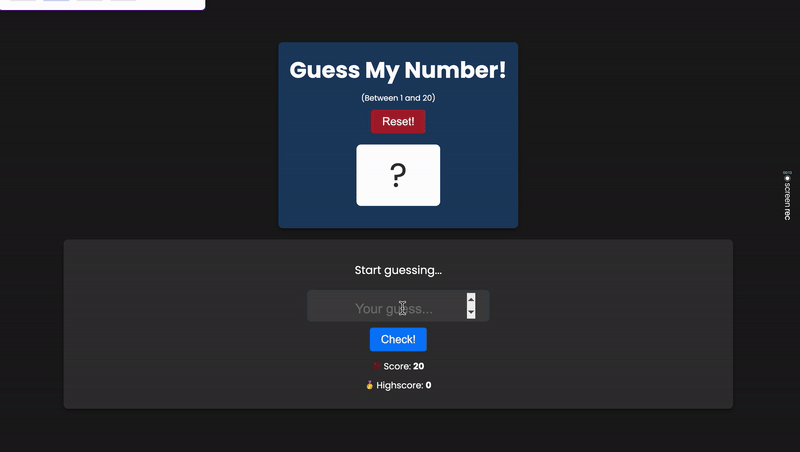 Guess My Number!
(Between 1 and 20)
Reset!
?
Start guessing...
Your guess...
Check!
Score: 20
🥇 Highscore: 0
screen rec